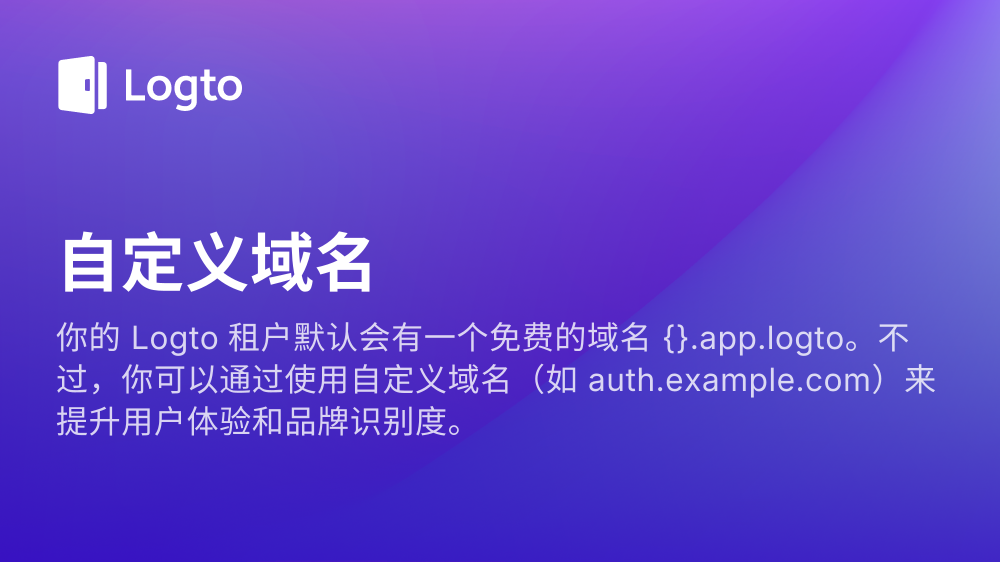 Logto
自定义域名
你的 Logto 租户默认会有一个免费的域名 {}.app.logto。不
过，你可以通过使用自定义域名（如 auth.example.com）来
提升用户体验和品牌识别度。